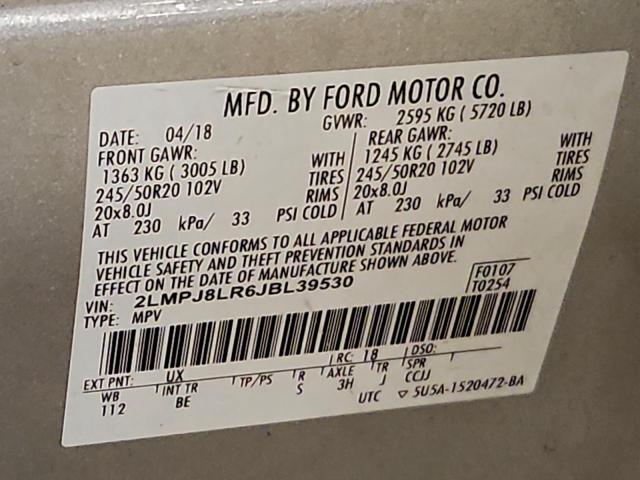 MFD. BY FORD MOTOR CO.
DATE: 04/18 GVWR: 2595 KG ( 5720 LB)
FRONT GAWR: REAR GAWR:
1363 KG ( 3005 LB) WITH 1245 KG ( 2745 LB) WITH
245/50R20 102V TIRES 245/50R20 102V TIRES
20x8.0J RIMS 20x8.0J RIMS
AT 230 kPa/ 33 PSI COLD AT 230 kPa/ 33 PSI COLD
THIS VEHICLE CONFORMS TO ALL APPLICABLE FEDERAL MOTOR
VEHICLE SAFETY AND THEFT PREVENTION STANDARDS IN
EFFECT ON THE DATE OF MANUFACTURE SHOWN ABOVE.
VIN: 2LMPJ8LR6JBL39530 F0107
TYPE: MPV T0254
EXT PNT: UX RC: 18 DSO:
WB INT TR TP/PS R AXLE TR SPR
112 BE S 3H J CCJJ
UTC ▽ 5U5A-1520472-BA